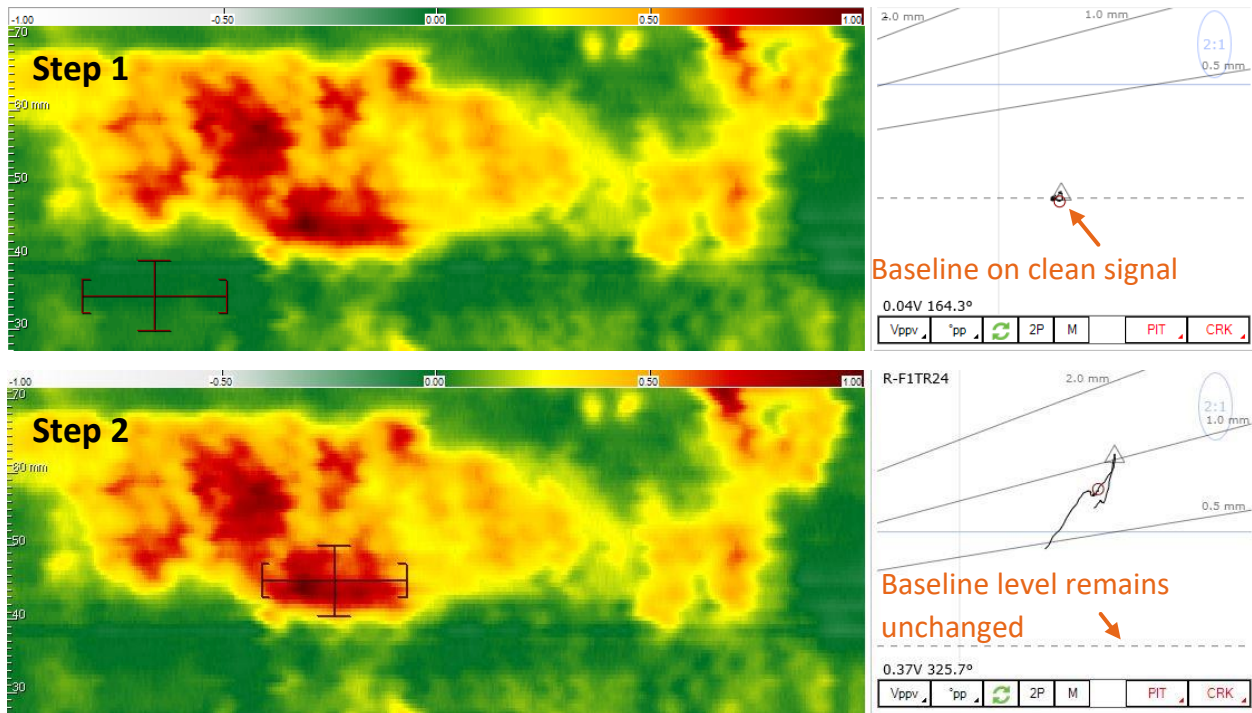 -1.00 -0.50 0.00 0.50 1.00
70
Step 1
60 mm
50
40
30
2.0 mm
1.0 mm
2:1
0.5 mm
Baseline on clean signal
0.04V 164.3º
Vppv °pp 2P M PIT CRK
-1.00 -0.50 0.00 0.50 1.00
70
Step 2
60 mm
50
40
30
R-F1TR24
2.0 mm
2:1
1.0 mm
0.5 mm
Baseline level remains
unchanged
0.37V 325.7º
Vppv °pp 2P M PIT CRK